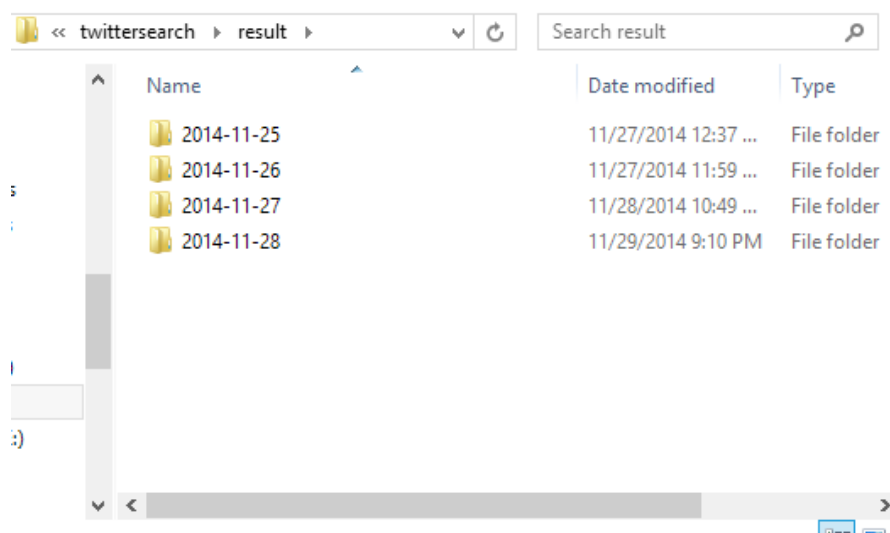 « twittersearch result Search result
Name Date modified Type
2014-11-25 11/27/2014 12:37 ... File folder
2014-11-26 11/27/2014 11:59 ... File folder
2014-11-27 11/28/2014 10:49 ... File folder
2014-11-28 11/29/2014 9:10 PM File folder
s
:)